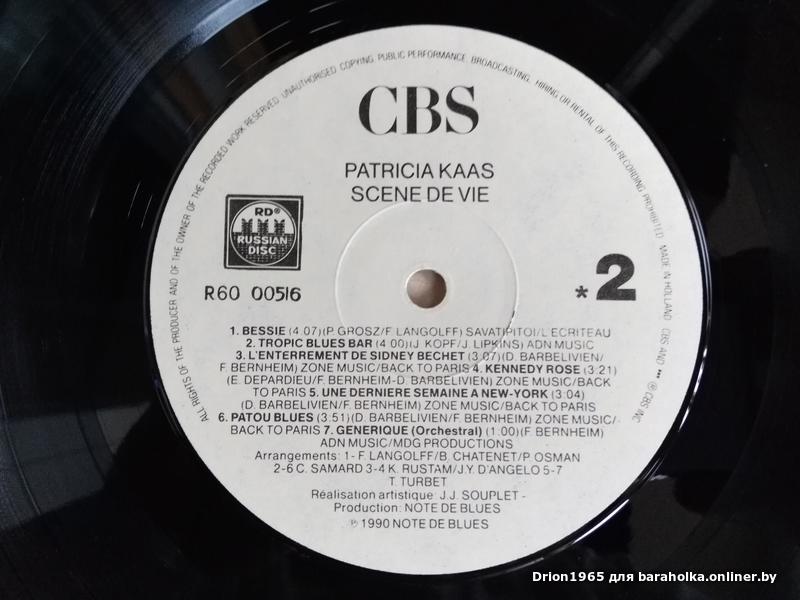 ALL RIGHTS OF THE PRODUCER AND OF THE OWNER OF THE RECORDED WORK RESERVED. UNAUTHORISED COPYING, PUBLIC PERFORMANCE, BROADCASTING, HIRING OR RENTAL OF THIS RECORDING PROHIBITED. MADE IN HOLLAND CBS AND ••• ® CBS INC
CBS
PATRICIA KAAS
SCENE DE VIE
RD®
RUSSIAN
DISC
R60 00516
* 2
1. BESSIE (4.07)(P. GROSZ/F. LANGOLFF) SAVATIPITOI/L'ECRITEAU
2. TROPIC BLUES BAR (4 00)(J. KOPF/J. LIPKINS) ADN MUSIC
3. L'ENTERREMENT DE SIDNEY BECHET (3.07)(D. BARBELIVIEN/
F. BERNHEIM) ZONE MUSIC/BACK TO PARIS 4. KENNEDY ROSE (3:21)
(E. DEPARDIEU/F. BERNHEIM-D. BARBELIVIEN) ZONE MUSIC/BACK
TO PARIS 5. UNE DERNIERE SEMAINE A NEW-YORK (3:04)
(D. BARBELIVIEN/F. BERNHEIM) ZONE MUSIC/BACK TO PARIS
6. PATOU BLUES (3.51)(D. BARBELIVIEN/F. BERNHEIM) ZONE MUSIC/
BACK TO PARIS 7. GENERIQUE (Orchestral) (1.00)(F. BERNHEIM)
ADN MUSIC/MDG PRODUCTIONS
Arrangements: 1 - F. LANGOLFF/B. CHATENET/P. OSMAN
2-6 C. SAMARD 3-4 K. RUSTAM/J.Y. D'ANGELO 5-7
T. TURBET
Réalisation artistique: J.J. SOUPLET -
Production: NOTE DE BLUES
℗ 1990 NOTE DE BLUES
Drion1965 для baraholka.onliner.by